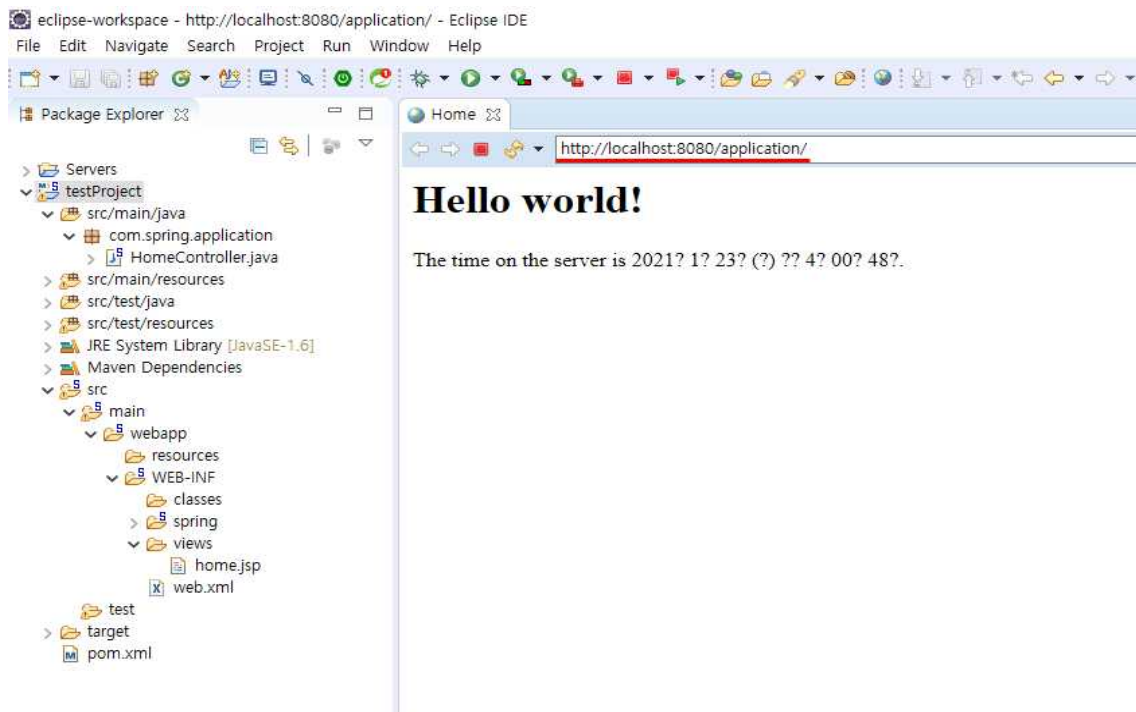 eclipse-workspace - http://localhost:8080/application/ - Eclipse IDE
File Edit Navigate Search Project Run Window Help
Package Explorer
Home
http://localhost:8080/application/
Servers
testProject
src/main/java
com.spring.application
HomeController.java
src/main/resources
src/test/java
src/test/resources
JRE System Library [JavaSE-1.6]
Maven Dependencies
src
main
webapp
resources
WEB-INF
classes
spring
views
home.jsp
web.xml
test
target
pom.xml
Hello world!
The time on the server is 2021? 1? 23? (?) ?? 4? 00? 48?.